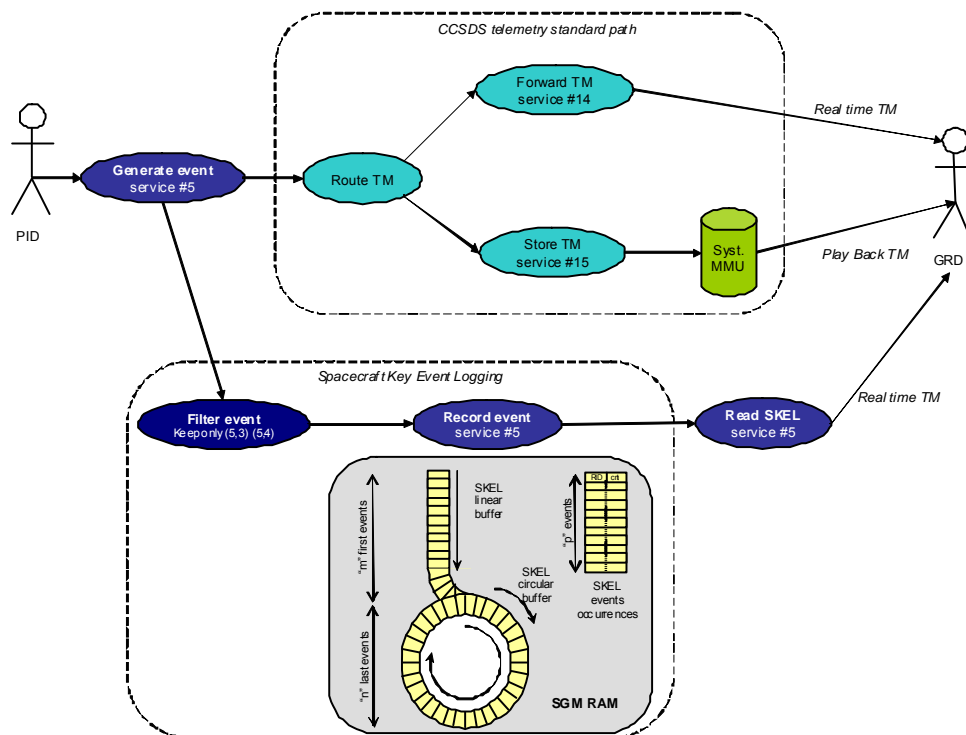 CCSDS telemetry standard path
Forward TM
service #14
Real time TM
Generate event
service #5
Route TM
PID
Store TM
service #15
Syst.
MMU
Play Back TM
GRD
Spacecraft Key Event Logging
Real time TM
Filter event
Keep only (5,3) (5,4)
Record event
service #5
Read SKEL
service #5
"m" first events
SKEL
linear
buffer
"p" events
RID cnt
SKEL
circular
buffer
SKEL
events
occurrences
"n" last events
SGM RAM